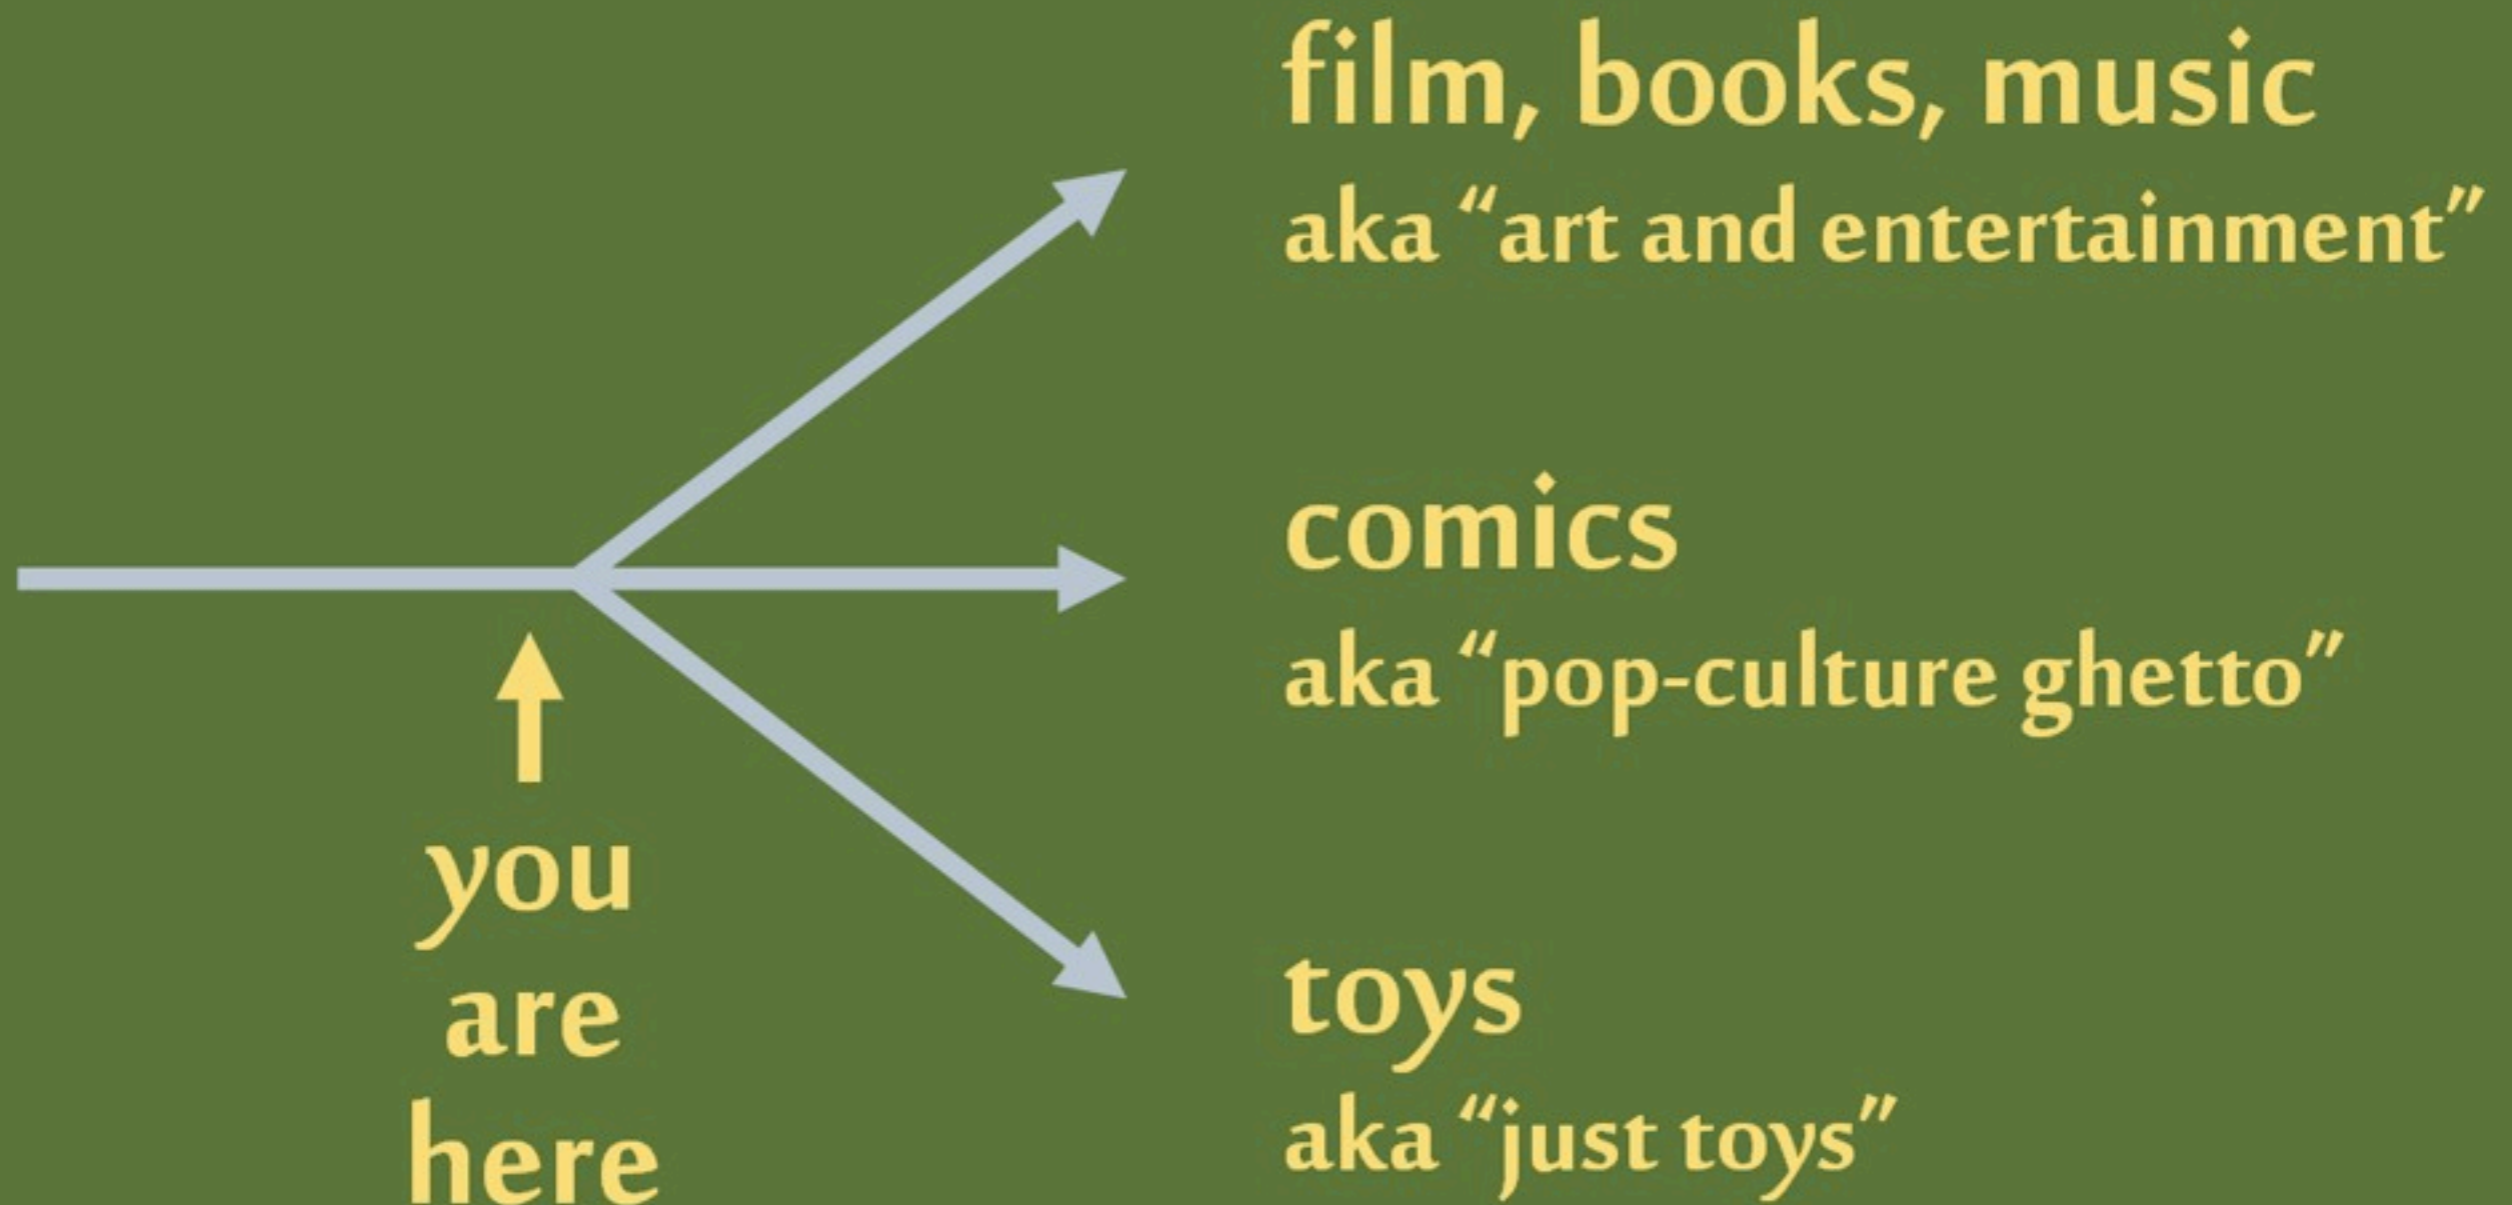 film, books, music
aka “art and entertainment”
comics
aka “pop-culture ghetto”
you
are
here
toys
aka “just toys”